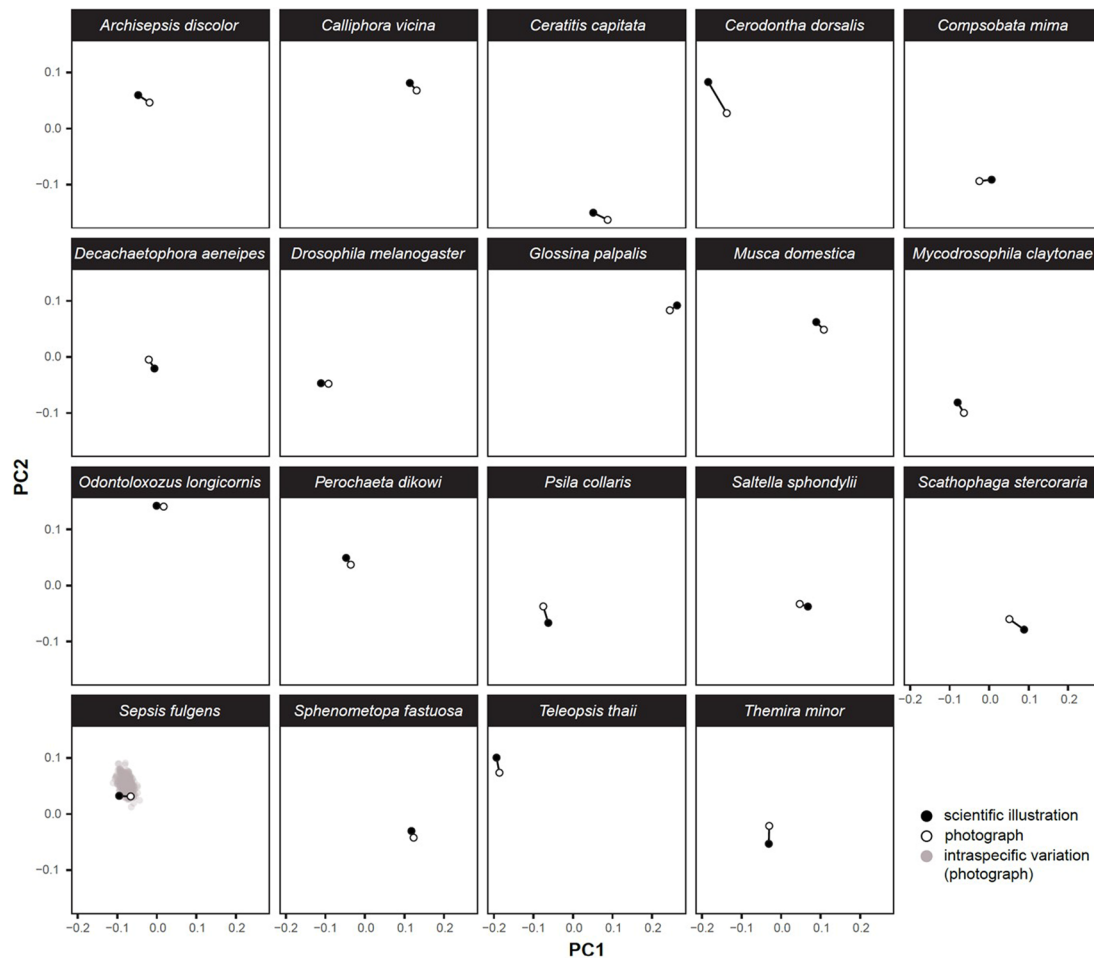 Archisepsis discolor
Calliphora vicina
Ceratitis capitata
Cerodontha dorsalis
Compsobata mima
0.1
0.0
−0.1
Decachaetophora aeneipes
Drosophila melanogaster
Glossina palpalis
Musca domestica
Mycodrosophila claytonae
0.1
0.0
−0.1
PC2
Odontoloxozus longicornis
Perochaeta dikowi
Psila collaris
Saltella sphondylii
Scathophaga stercoraria
0.1
0.0
−0.1
−0.2 −0.1 0.0 0.1 0.2
Sepsis fulgens
Sphenometopa fastuosa
Teleopsis thaii
Themira minor
0.1
0.0
−0.1
scientific illustration
photograph
intraspecific variation
(photograph)
−0.2 −0.1 0.0 0.1 0.2
−0.2 −0.1 0.0 0.1 0.2
−0.2 −0.1 0.0 0.1 0.2
−0.2 −0.1 0.0 0.1 0.2
PC1